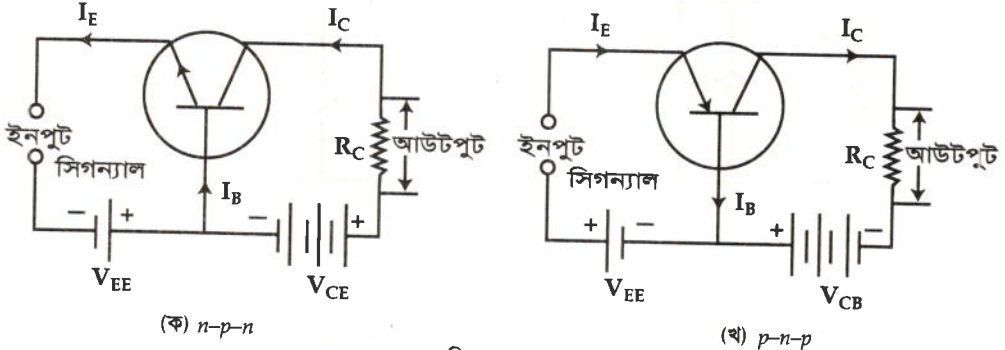 I_E
I_C
ইনপুট
সিগন্যাল
R_C
আউটপুট
I_B
− +
− +
V_EE
V_CE
(ক) n–p–n
I_E
I_C
ইনপুট
সিগন্যাল
R_C
আউটপুট
I_B
+ −
+ −
V_EE
V_CB
(খ) p–n–p